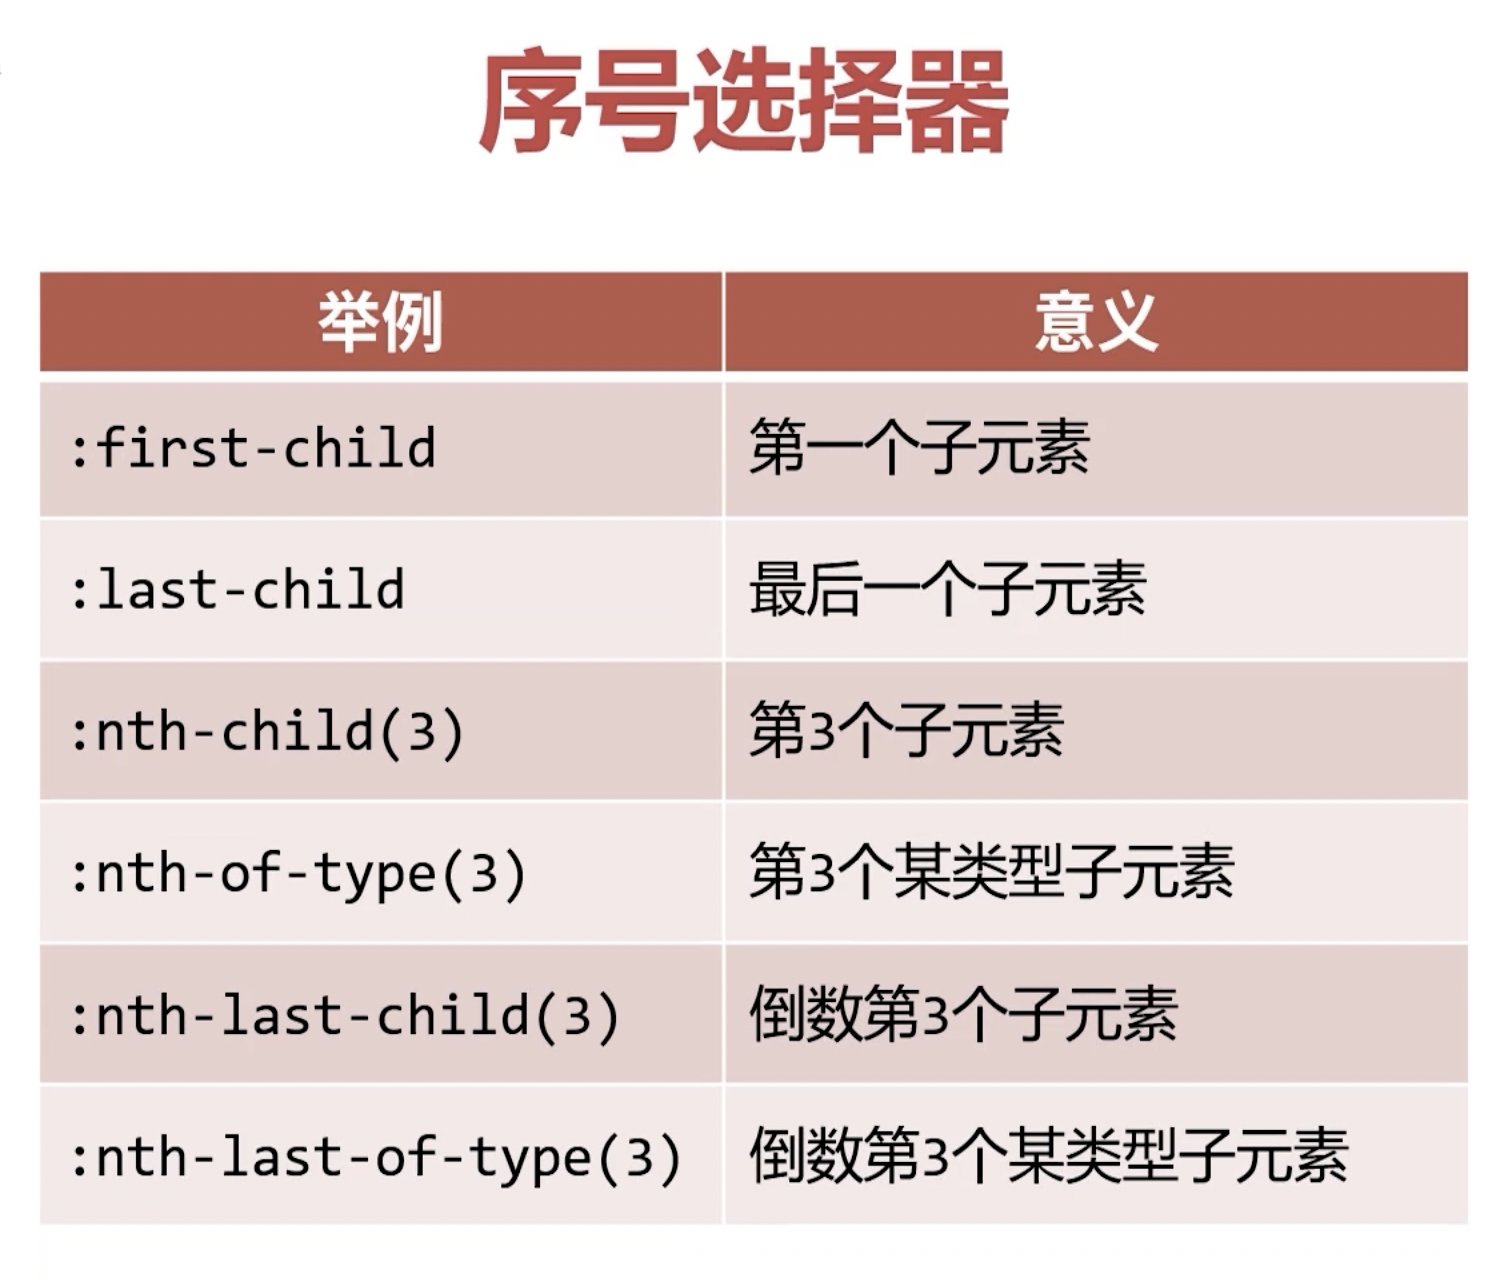 序号选择器
举例 意义
:first-child 第一个子元素
:last-child 最后一个子元素
:nth-child(3) 第3个子元素
:nth-of-type(3) 第3个某类型子元素
:nth-last-child(3) 倒数第3个子元素
:nth-last-of-type(3) 倒数第3个某类型子元素